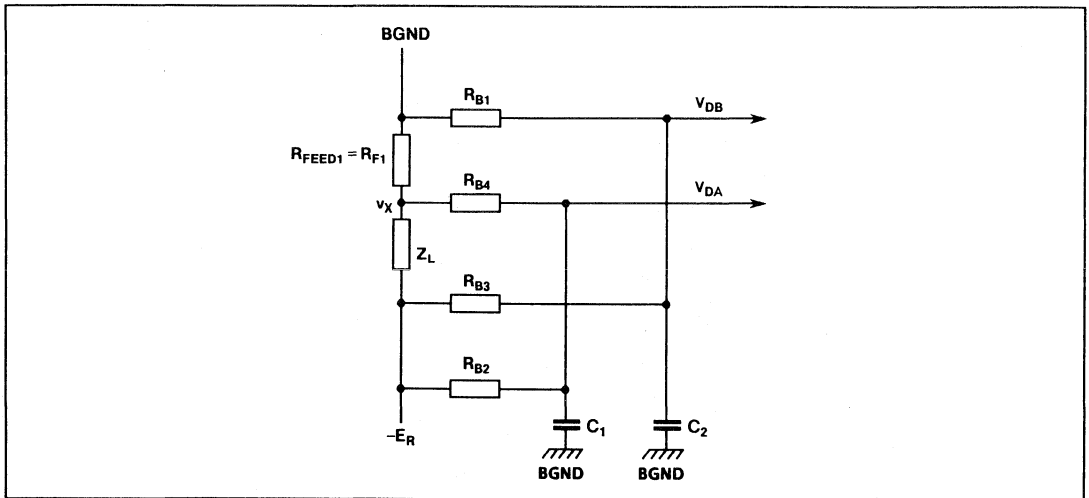 BGND
R_B1
V_DB
R_FEED1 = R_F1
R_B4
V_DA
v_X
Z_L
R_B3
R_B2
−E_R
C_1
C_2
BGND
BGND